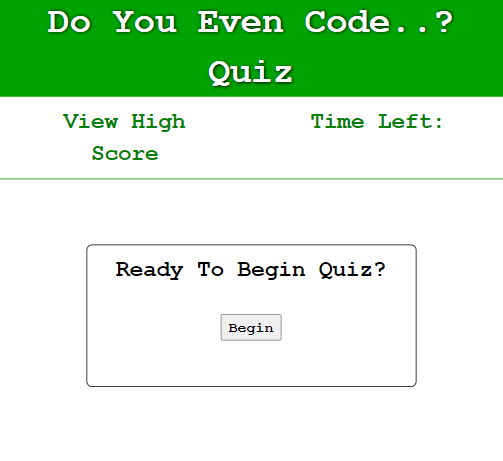 Do You Even Code..?
Quiz
View High
Score
Time Left:
Ready To Begin Quiz?
Begin